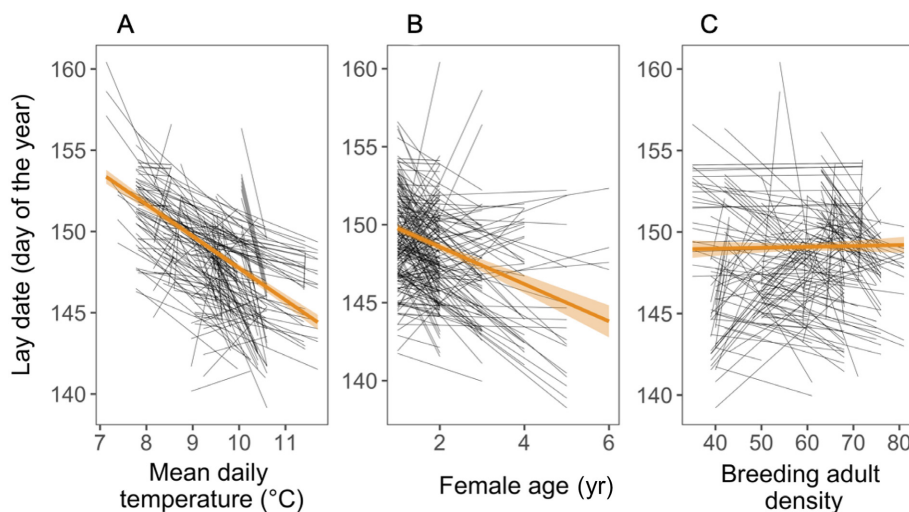 A
B
C
Lay date (day of the year)
160
155
150
145
140
7 8 9 10 11
Mean daily
temperature (°C)
160
155
150
145
140
2 4 6
Female age (yr)
160
155
150
145
140
40 50 60 70 80
Breeding adult
density